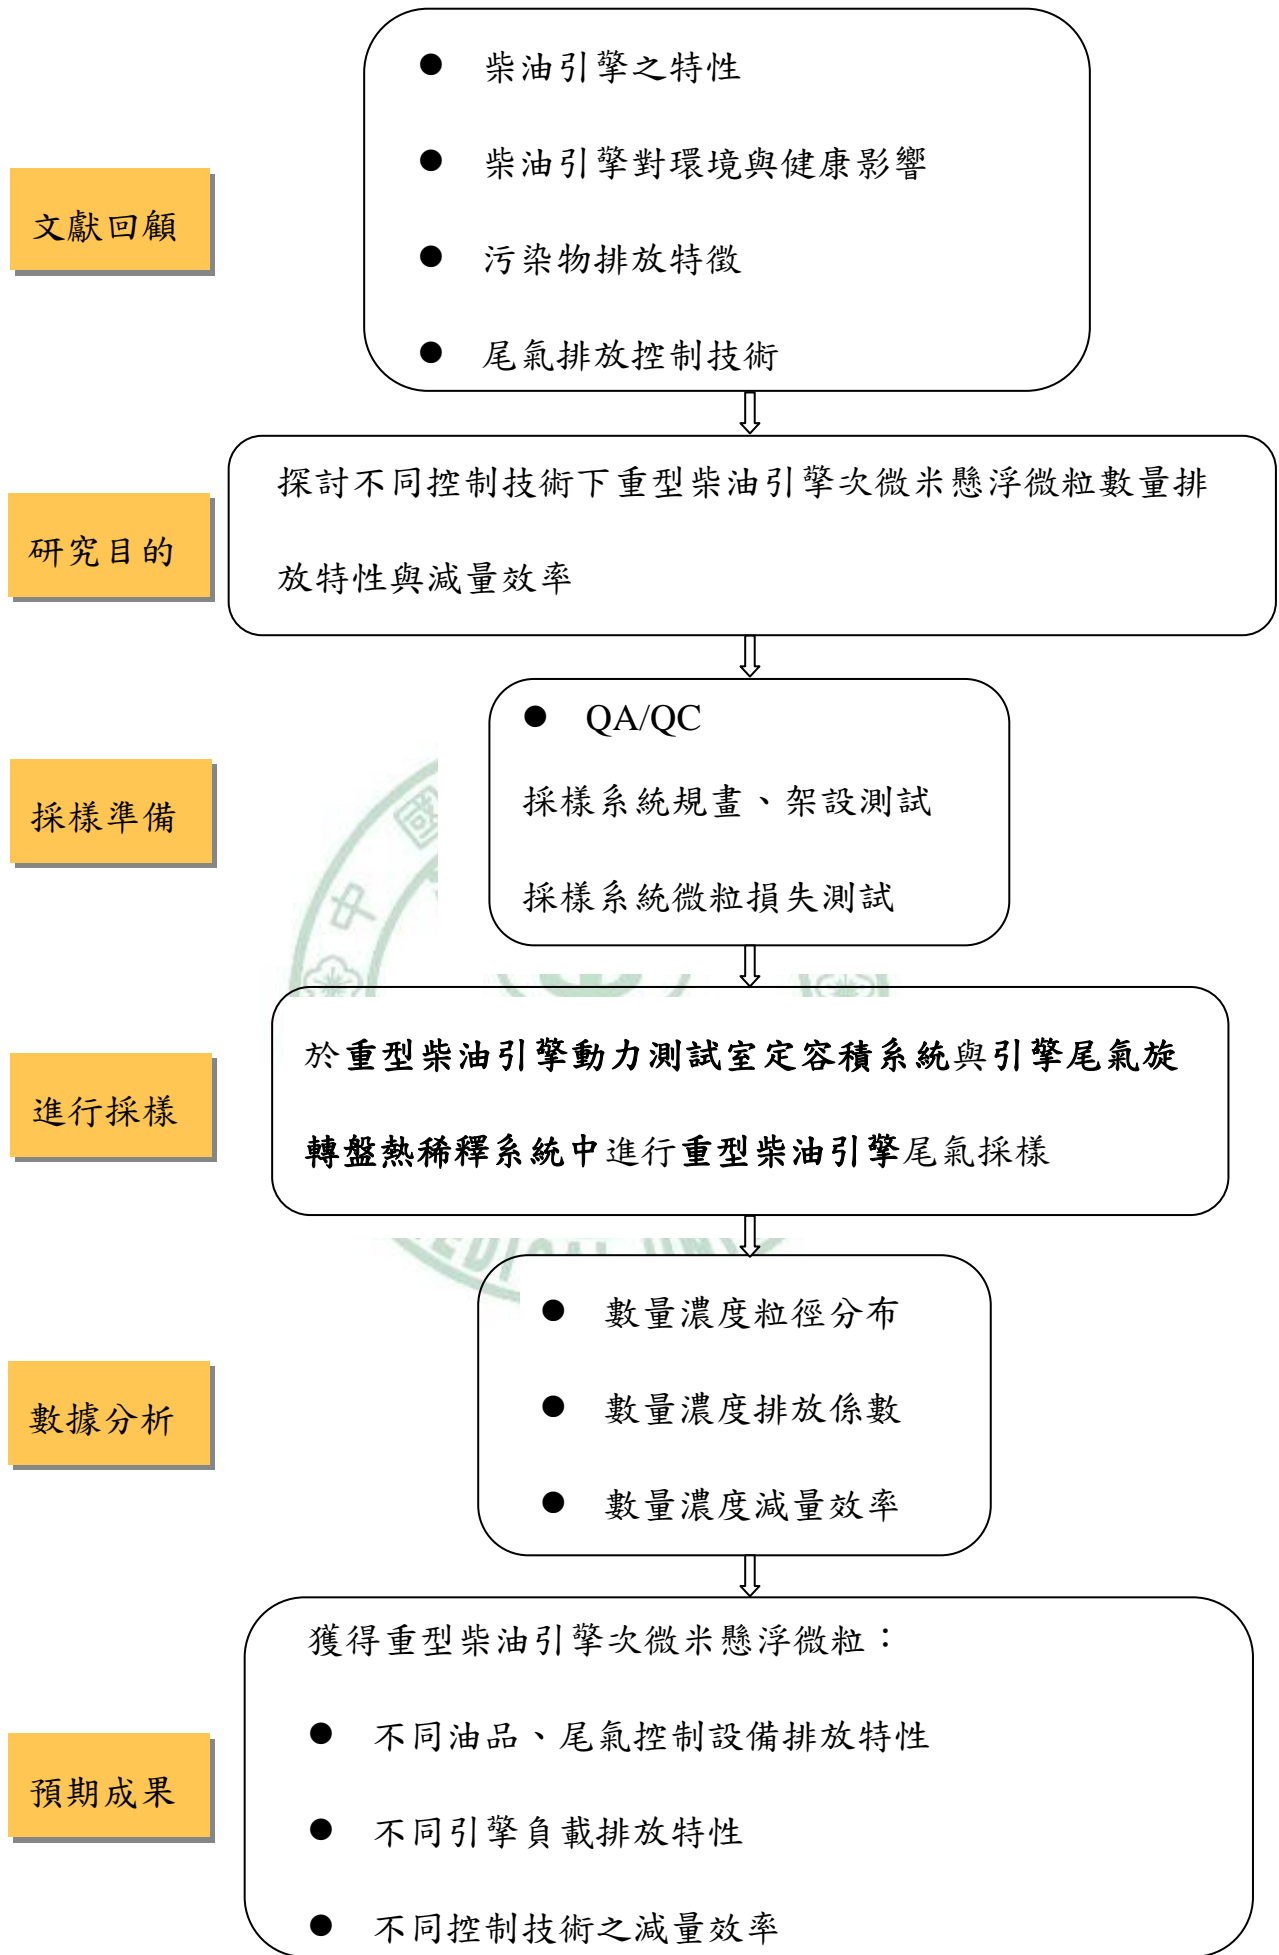 文獻回顧
● 柴油引擎之特性
● 柴油引擎對環境與健康影響
● 污染物排放特徵
● 尾氣排放控制技術
研究目的
探討不同控制技術下重型柴油引擎次微米懸浮微粒數量排
放特性與減量效率
採樣準備
● QA/QC
採樣系統規畫、架設測試
採樣系統微粒損失測試
中 國
進行採樣
於重型柴油引擎動力測試室定容積系統與引擎尾氣旋
轉盤熱稀釋系統中進行重型柴油引擎尾氣採樣
EDICAL UN
數據分析
● 數量濃度粒徑分布
● 數量濃度排放係數
● 數量濃度減量效率
預期成果
獲得重型柴油引擎次微米懸浮微粒：
● 不同油品、尾氣控制設備排放特性
● 不同引擎負載排放特性
● 不同控制技術之減量效率